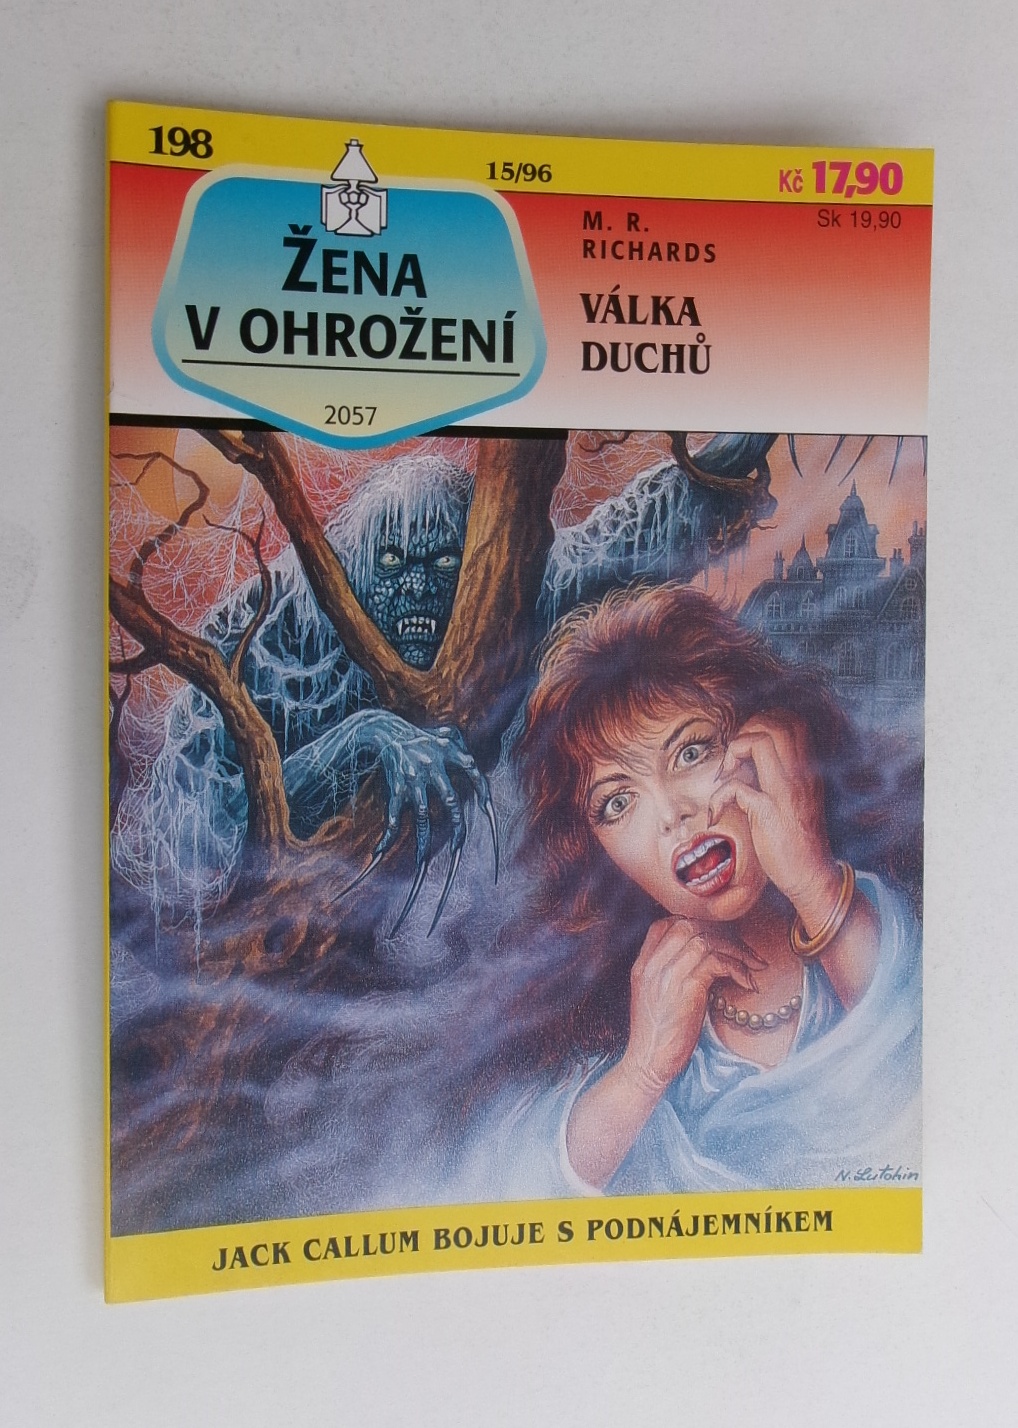 198
15/96
Kč 17,90
Sk 19,90
ŽENA
V OHROŽENÍ
2057
M. R.
RICHARDS
VÁLKA
DUCHŮ
N. Lutohin
JACK CALLUM BOJUJE S PODNÁJEMNÍKEM